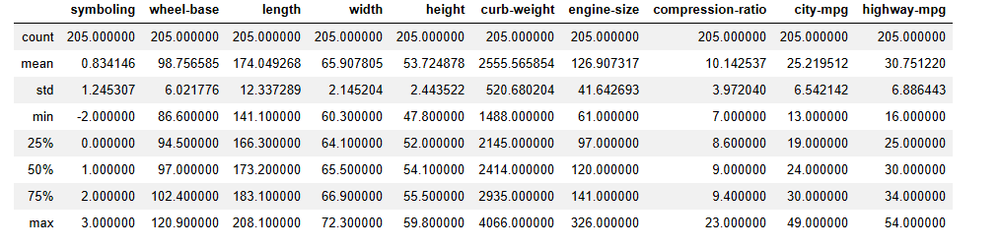 symboling wheel-base length width height curb-weight engine-size compression-ratio city-mpg highway-mpg
count 205.000000 205.000000 205.000000 205.000000 205.000000 205.000000 205.000000 205.000000 205.000000 205.000000
mean 0.834146 98.756585 174.049268 65.907805 53.724878 2555.565854 126.907317 10.142537 25.219512 30.751220
std 1.245307 6.021776 12.337289 2.145204 2.443522 520.680204 41.642693 3.972040 6.542142 6.886443
min -2.000000 86.600000 141.100000 60.300000 47.800000 1488.000000 61.000000 7.000000 13.000000 16.000000
25% 0.000000 94.500000 166.300000 64.100000 52.000000 2145.000000 97.000000 8.600000 19.000000 25.000000
50% 1.000000 97.000000 173.200000 65.500000 54.100000 2414.000000 120.000000 9.000000 24.000000 30.000000
75% 2.000000 102.400000 183.100000 66.900000 55.500000 2935.000000 141.000000 9.400000 30.000000 34.000000
max 3.000000 120.900000 208.100000 72.300000 59.800000 4066.000000 326.000000 23.000000 49.000000 54.000000